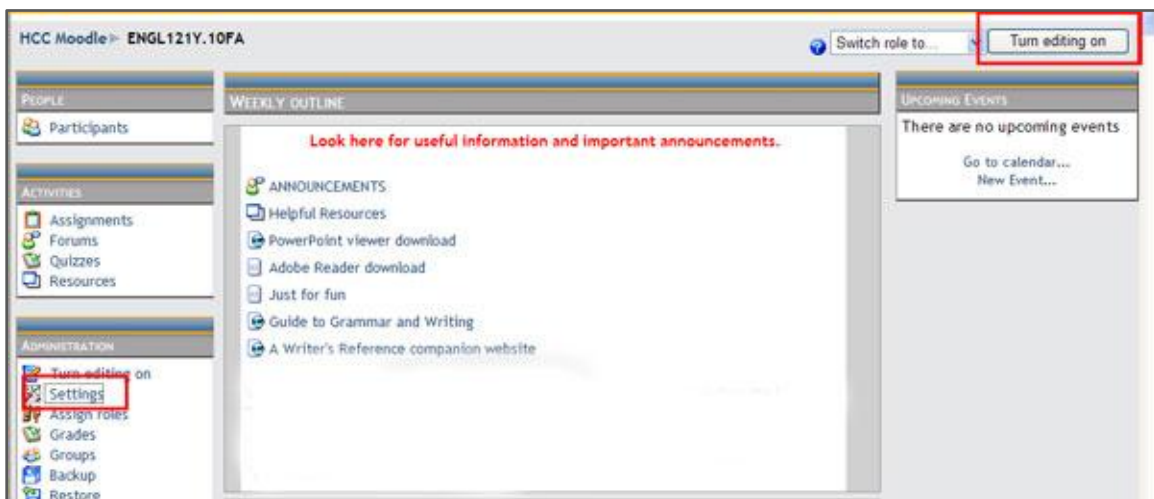 HCC Moodle ► ENGL121Y.10FA
Switch role to...
Turn editing on
PEOPLE
Participants
ACTIVITIES
Assignments
Forums
Quizzes
Resources
ADMINISTRATION
Turn editing on
Settings
Assign roles
Grades
Groups
Backup
Restore
WEEKLY OUTLINE
Look here for useful information and important announcements.
ANNOUNCEMENTS
Helpful Resources
PowerPoint viewer download
Adobe Reader download
Just for fun
Guide to Grammar and Writing
A Writer's Reference companion website
UPCOMING EVENTS
There are no upcoming events
Go to calendar...
New Event...